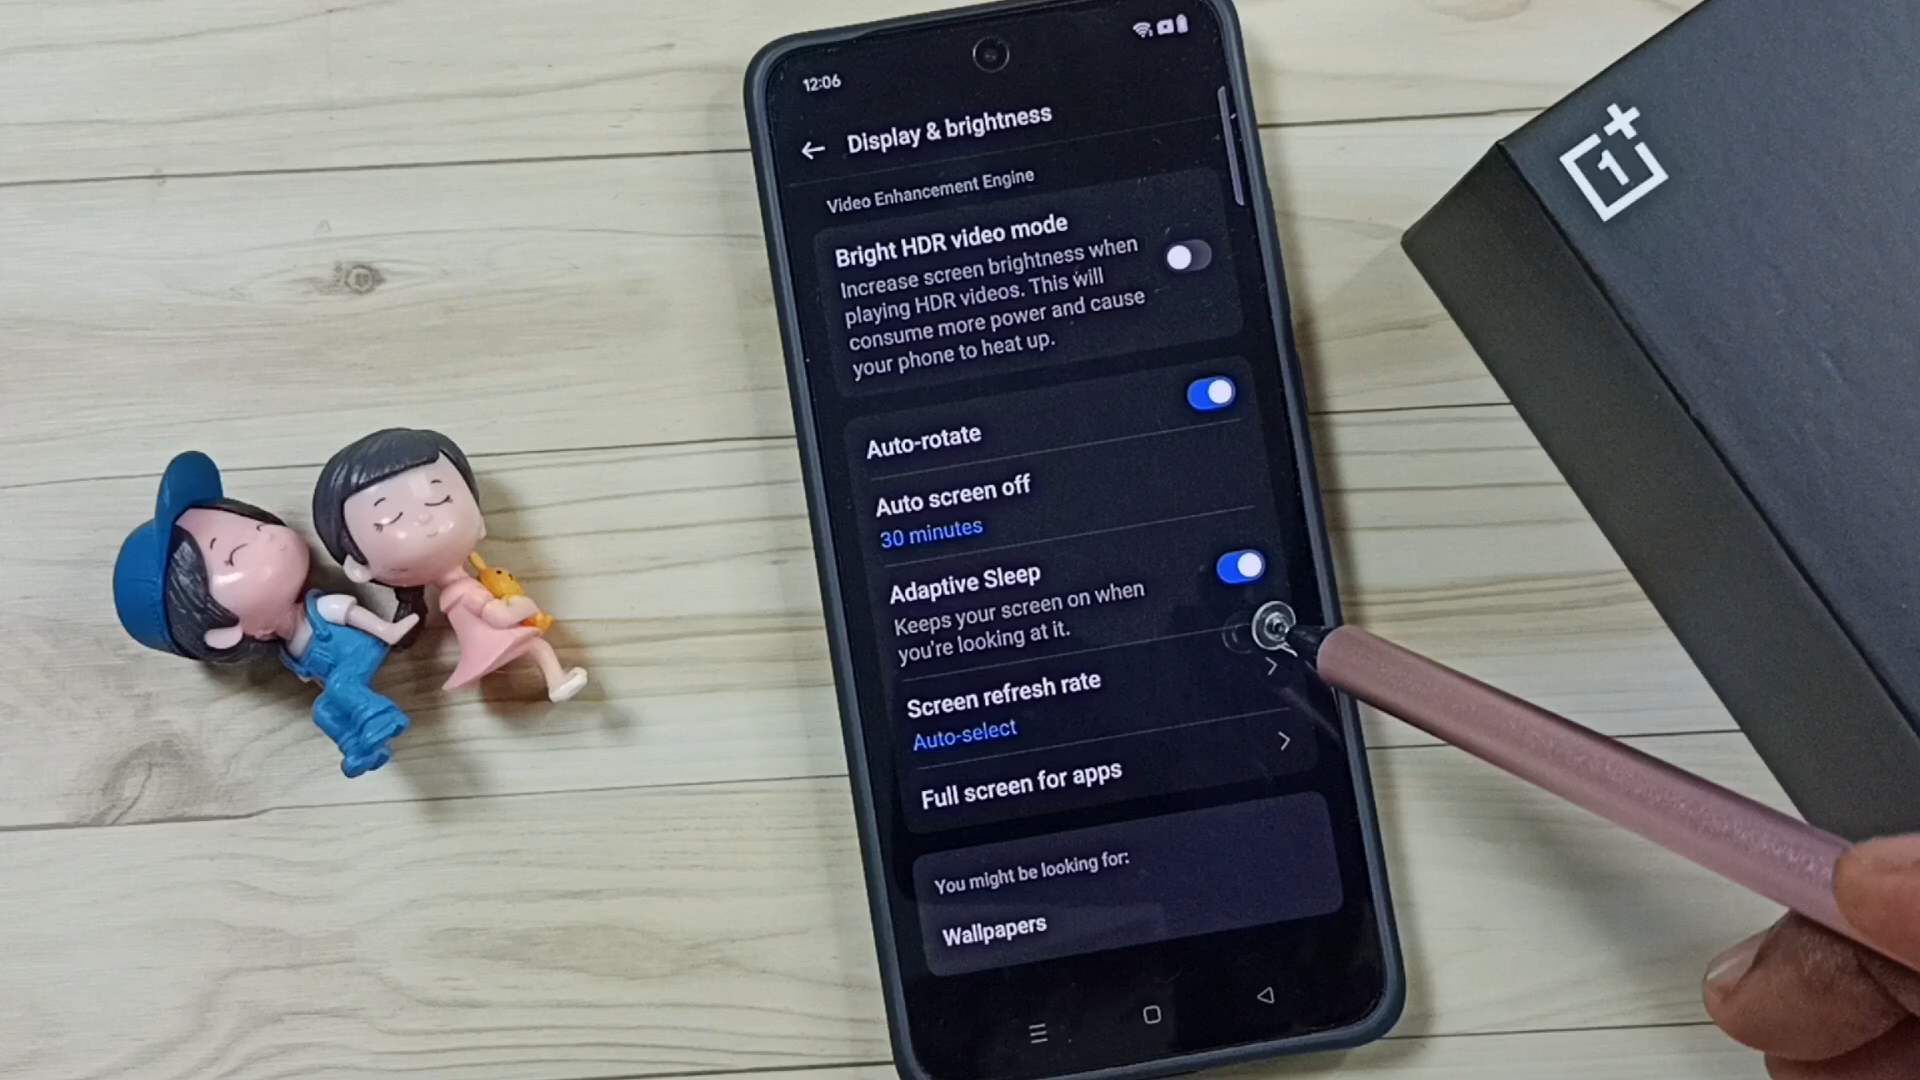 12:06
Display & brightness
Video Enhancement Engine
Bright HDR video mode
Increase screen brightness when
playing HDR videos. This will
consume more power and cause
your phone to heat up.
Auto-rotate
Auto screen off
30 minutes
Adaptive Sleep
Keeps your screen on when
you're looking at it.
Screen refresh rate
Auto-select
Full screen for apps
You might be looking for:
Wallpapers
1+